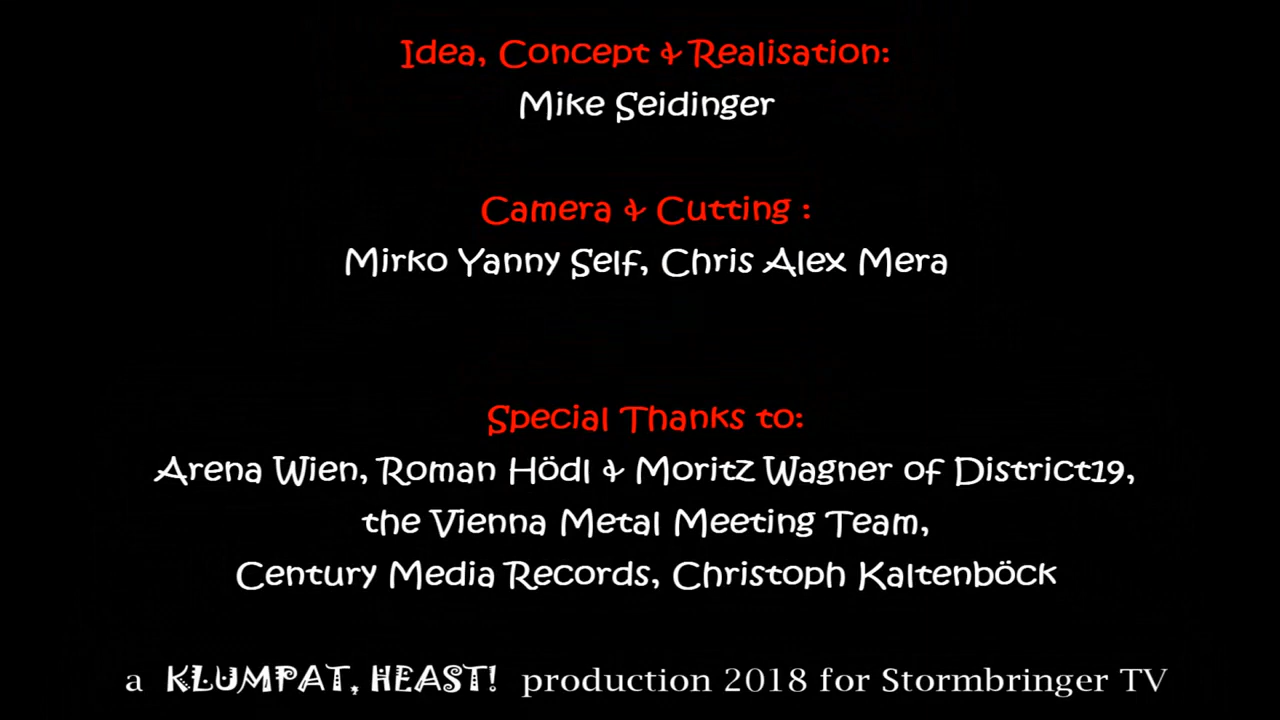 Idea, Concept & Realisation:
Mike Seidinger
Camera & Cutting :
Mirko Yanny Self, Chris Alex Mera
Special Thanks to:
Arena Wien, Roman Hödl & Moritz Wagner of District19,
the Vienna Metal Meeting Team,
Century Media Records, Christoph Kaltenböck
a KLUMPAT, HEAST! production 2018 for Stormbringer TV